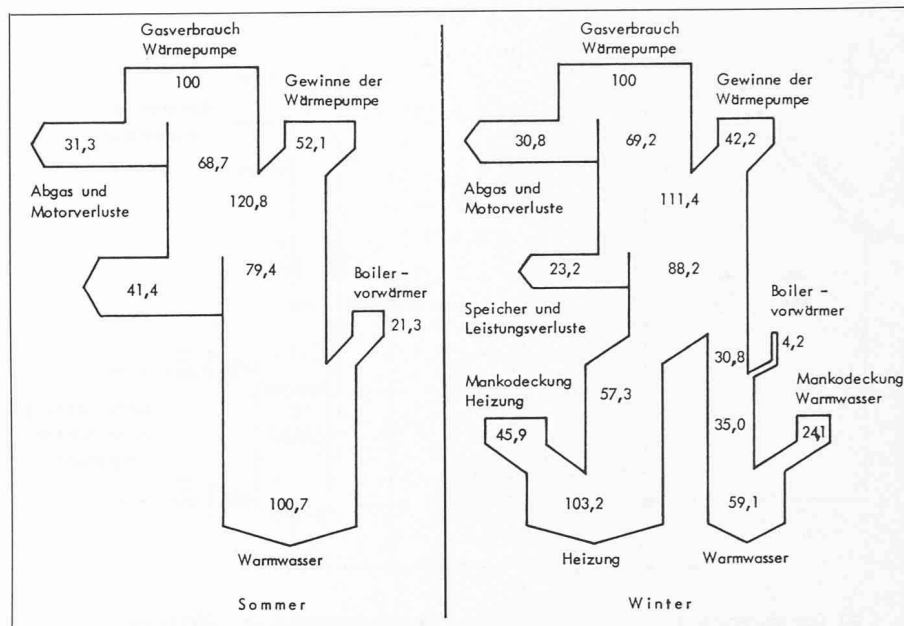 Gasverbrauch
Wärmepumpe
100
Gewinne der
Wärmepumpe
31,3
52,1
68,7
Abgas und
Motorverluste
120,8
79,4
41,4
Boiler-
vorwärmer
21,3
100,7
Warmwasser
Sommer
Gasverbrauch
Wärmepumpe
100
Gewinne der
Wärmepumpe
30,8
69,2
42,2
Abgas und
Motorverluste
111,4
23,2
88,2
Speicher und
Leistungsverluste
Boiler-
vorwärmer
4,2
30,8
Mankodeckung
Heizung
57,3
Mankodeckung
Warmwasser
45,9
35,0
24,1
103,2
59,1
Heizung
Warmwasser
Winter